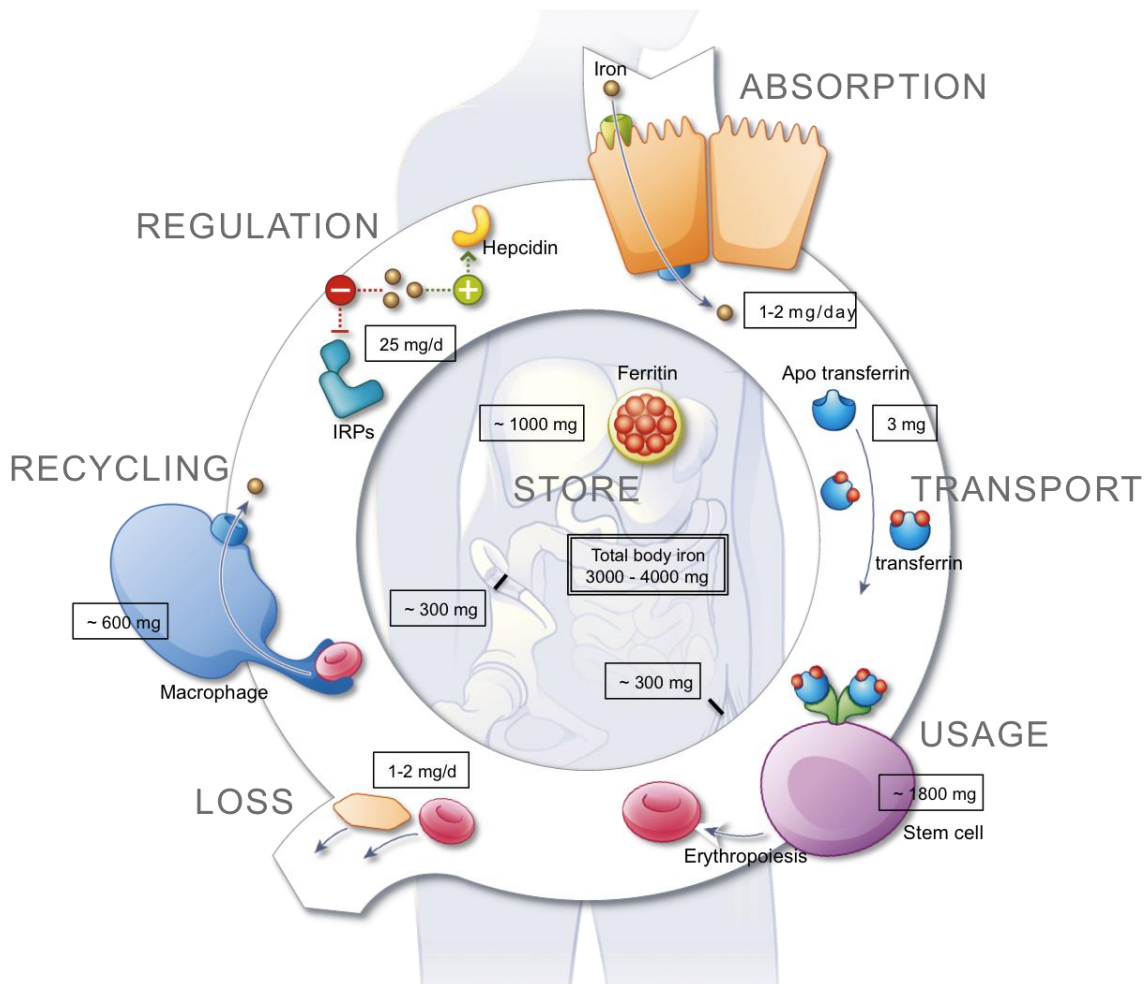 Iron
ABSORPTION
REGULATION
Hepcidin
1-2 mg/day
25 mg/d
Ferritin
Apo transferrin
~ 1000 mg
3 mg
IRPs
RECYCLING
STORE
TRANSPORT
Total body iron
3000 - 4000 mg
transferrin
~ 300 mg
~ 600 mg
Macrophage
~ 300 mg
USAGE
1-2 mg/d
LOSS
~ 1800 mg
Stem cell
Erythropoiesis